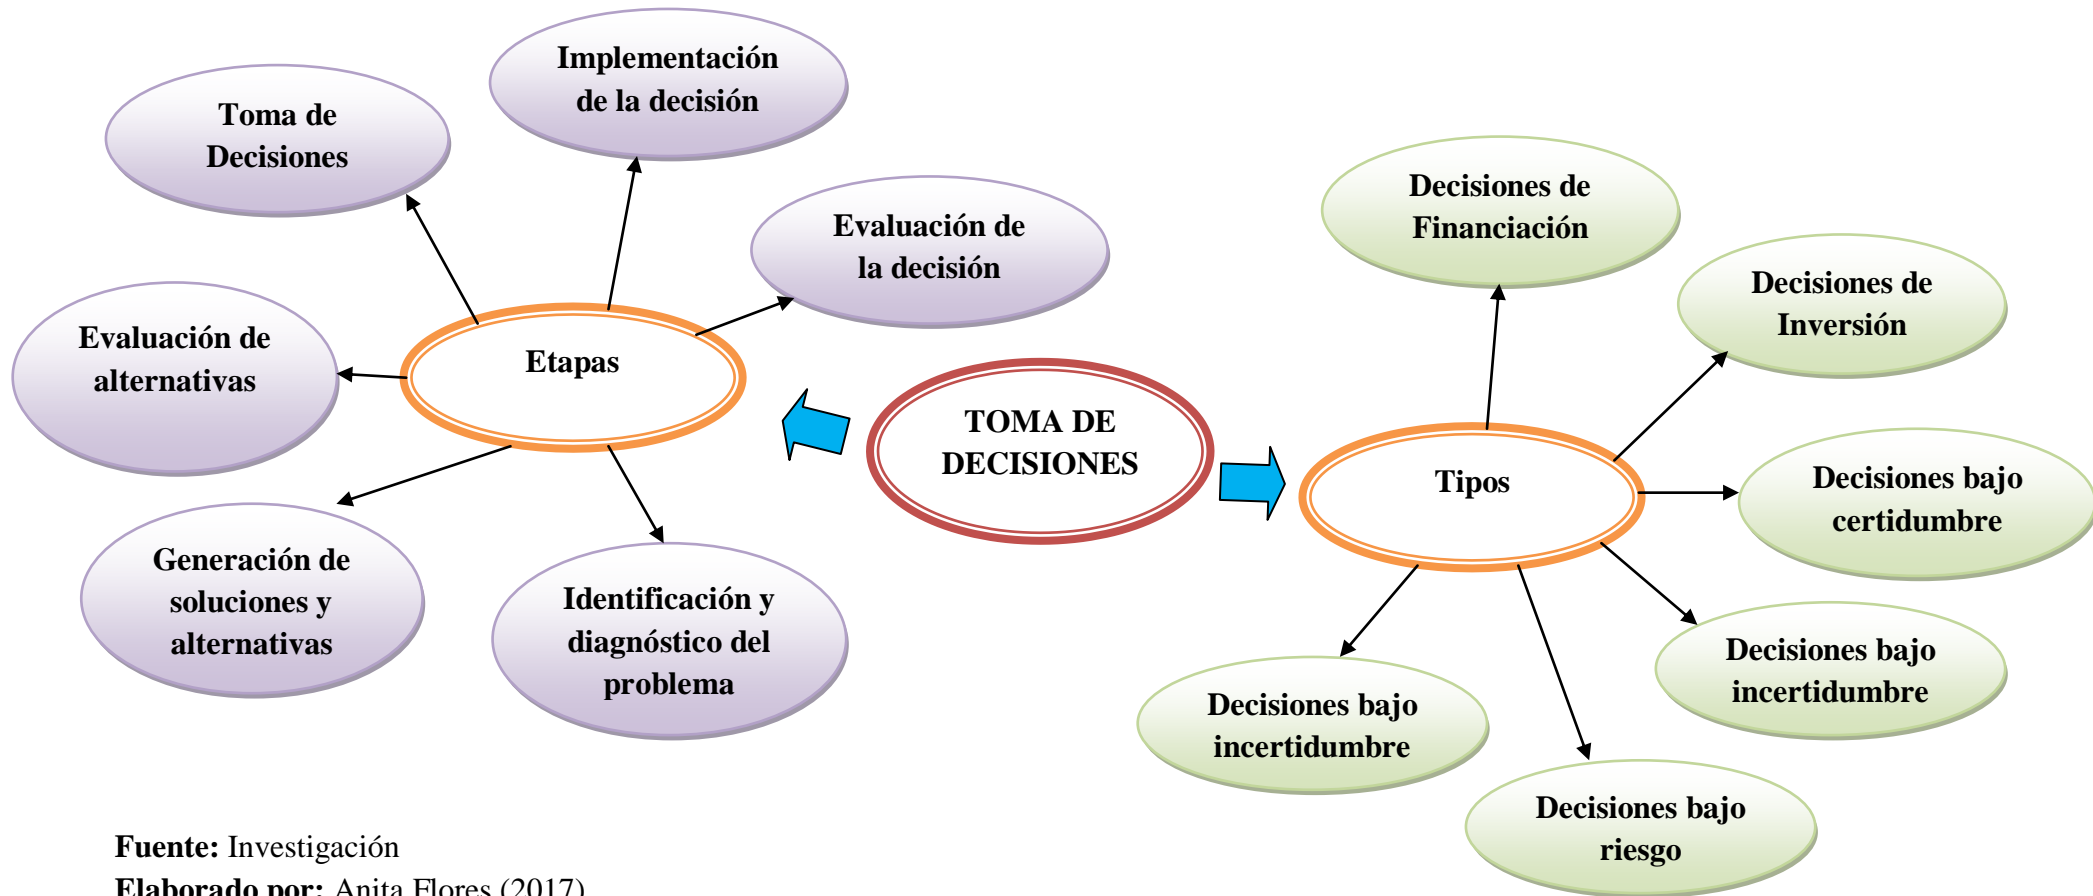 Implementación
de la decisión
Toma de
Decisiones
Evaluación de
la decisión
Evaluación de
alternativas
Etapas
Generación de
soluciones y
alternativas
Identificación y
diagnóstico del
problema
TOMA DE
DECISIONES
Decisiones de
Financiación
Decisiones de
Inversión
Tipos
Decisiones bajo
certidumbre
Decisiones bajo
incertidumbre
Decisiones bajo
incertidumbre
Decisiones bajo
riesgo
Fuente: Investigación
Elaborado por: Anita Flores (2017)